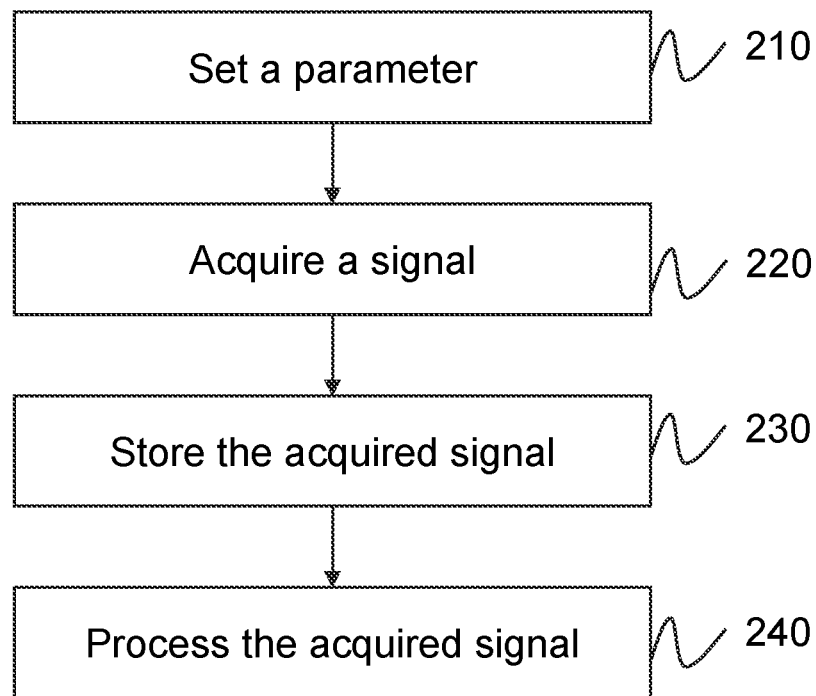 Set a parameter
210
Acquire a signal
220
Store the acquired signal
230
Process the acquired signal
240